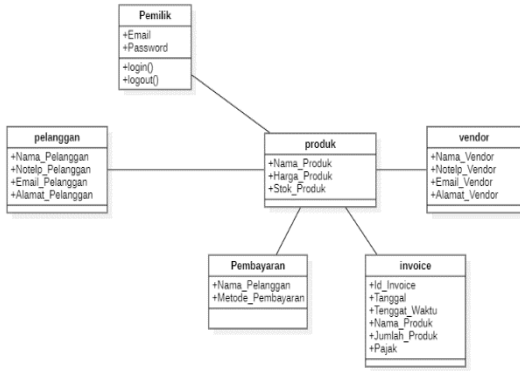 Pemilik
+Email
+Password
+login()
+logout()
pelanggan
+Nama_Pelanggan
+Notelp_Pelanggan
+Email_Pelanggan
+Alamat_Pelanggan
produk
+Nama_Produk
+Harga_Produk
+Stok_Produk
vendor
+Nama_Vendor
+Notelp_Vendor
+Email_Vendor
+Alamat_Vendor
Pembayaran
+Nama_Pelanggan
+Metode_Pembayaran
invoice
+Id_Invoice
+Tanggal
+Tenggat_Waktu
+Nama_Produk
+Jumlah_Produk
+Pajak